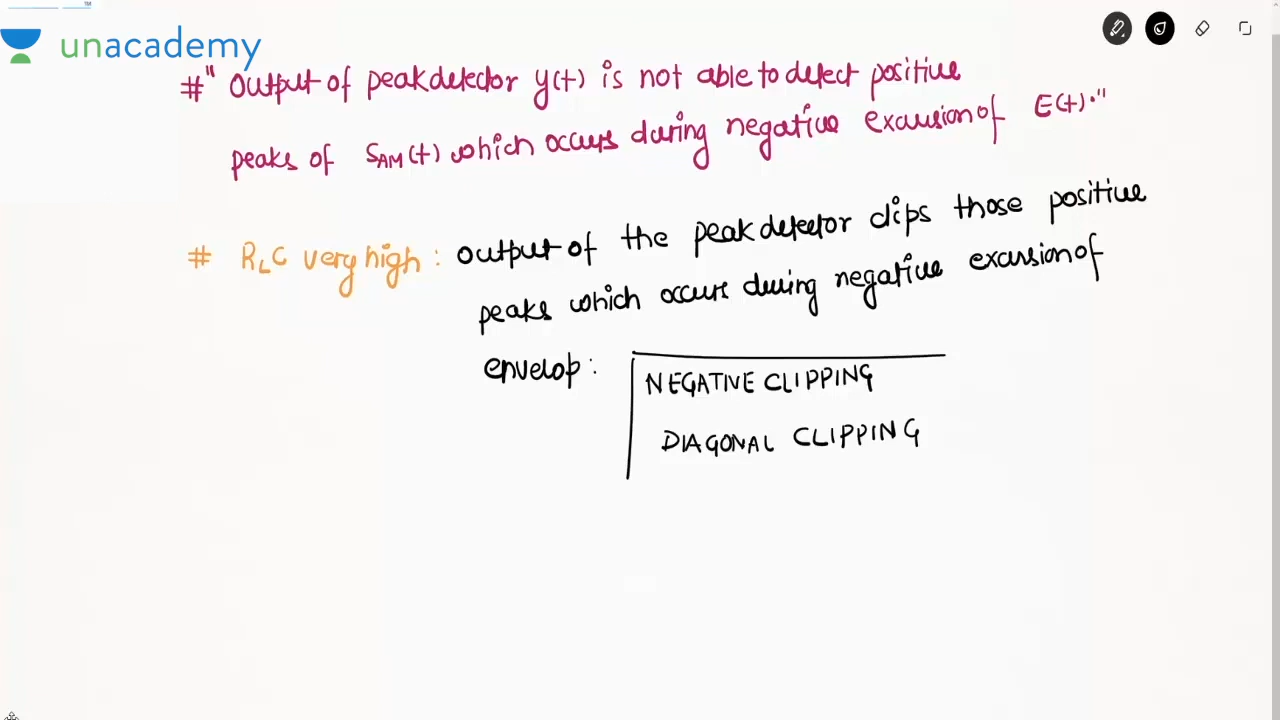 TM
unacademy
#" Output of peak detector y(t) is not able to detect positive
peaks of SAM(t) which occurs during negative excursion of E(t)."
# RLC very high : output of the peak detector clips those positive
peaks which occurs during negative excursion of
envelop :
NEGATIVE CLIPPING
DIAGONAL CLIPPING